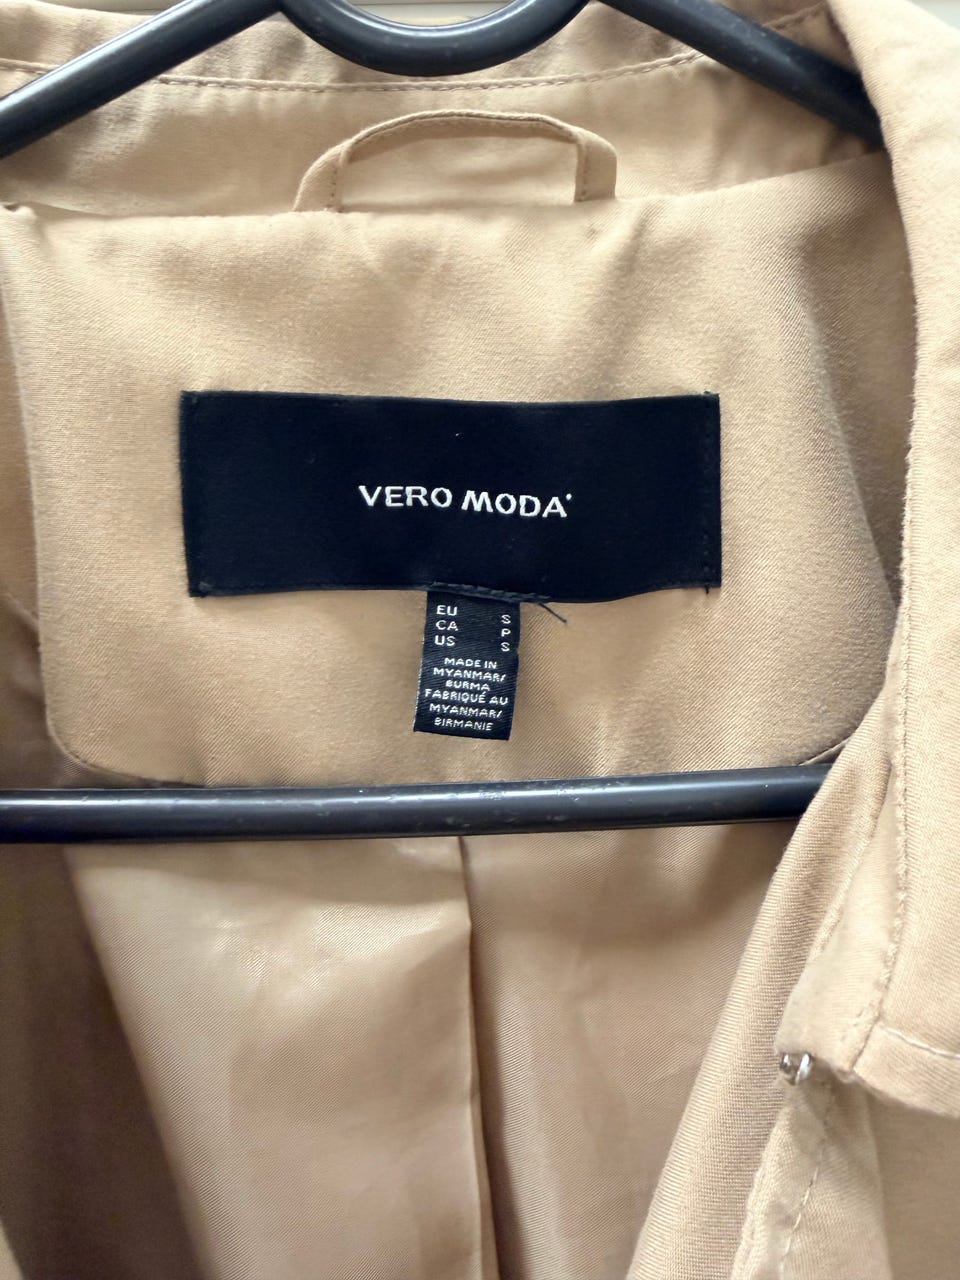 VERO MODA
EU S
CA P
US S
MADE IN
MYANMAR/
BURMA
FABRIQUÉ AU
MYANMAR/
BIRMANIE